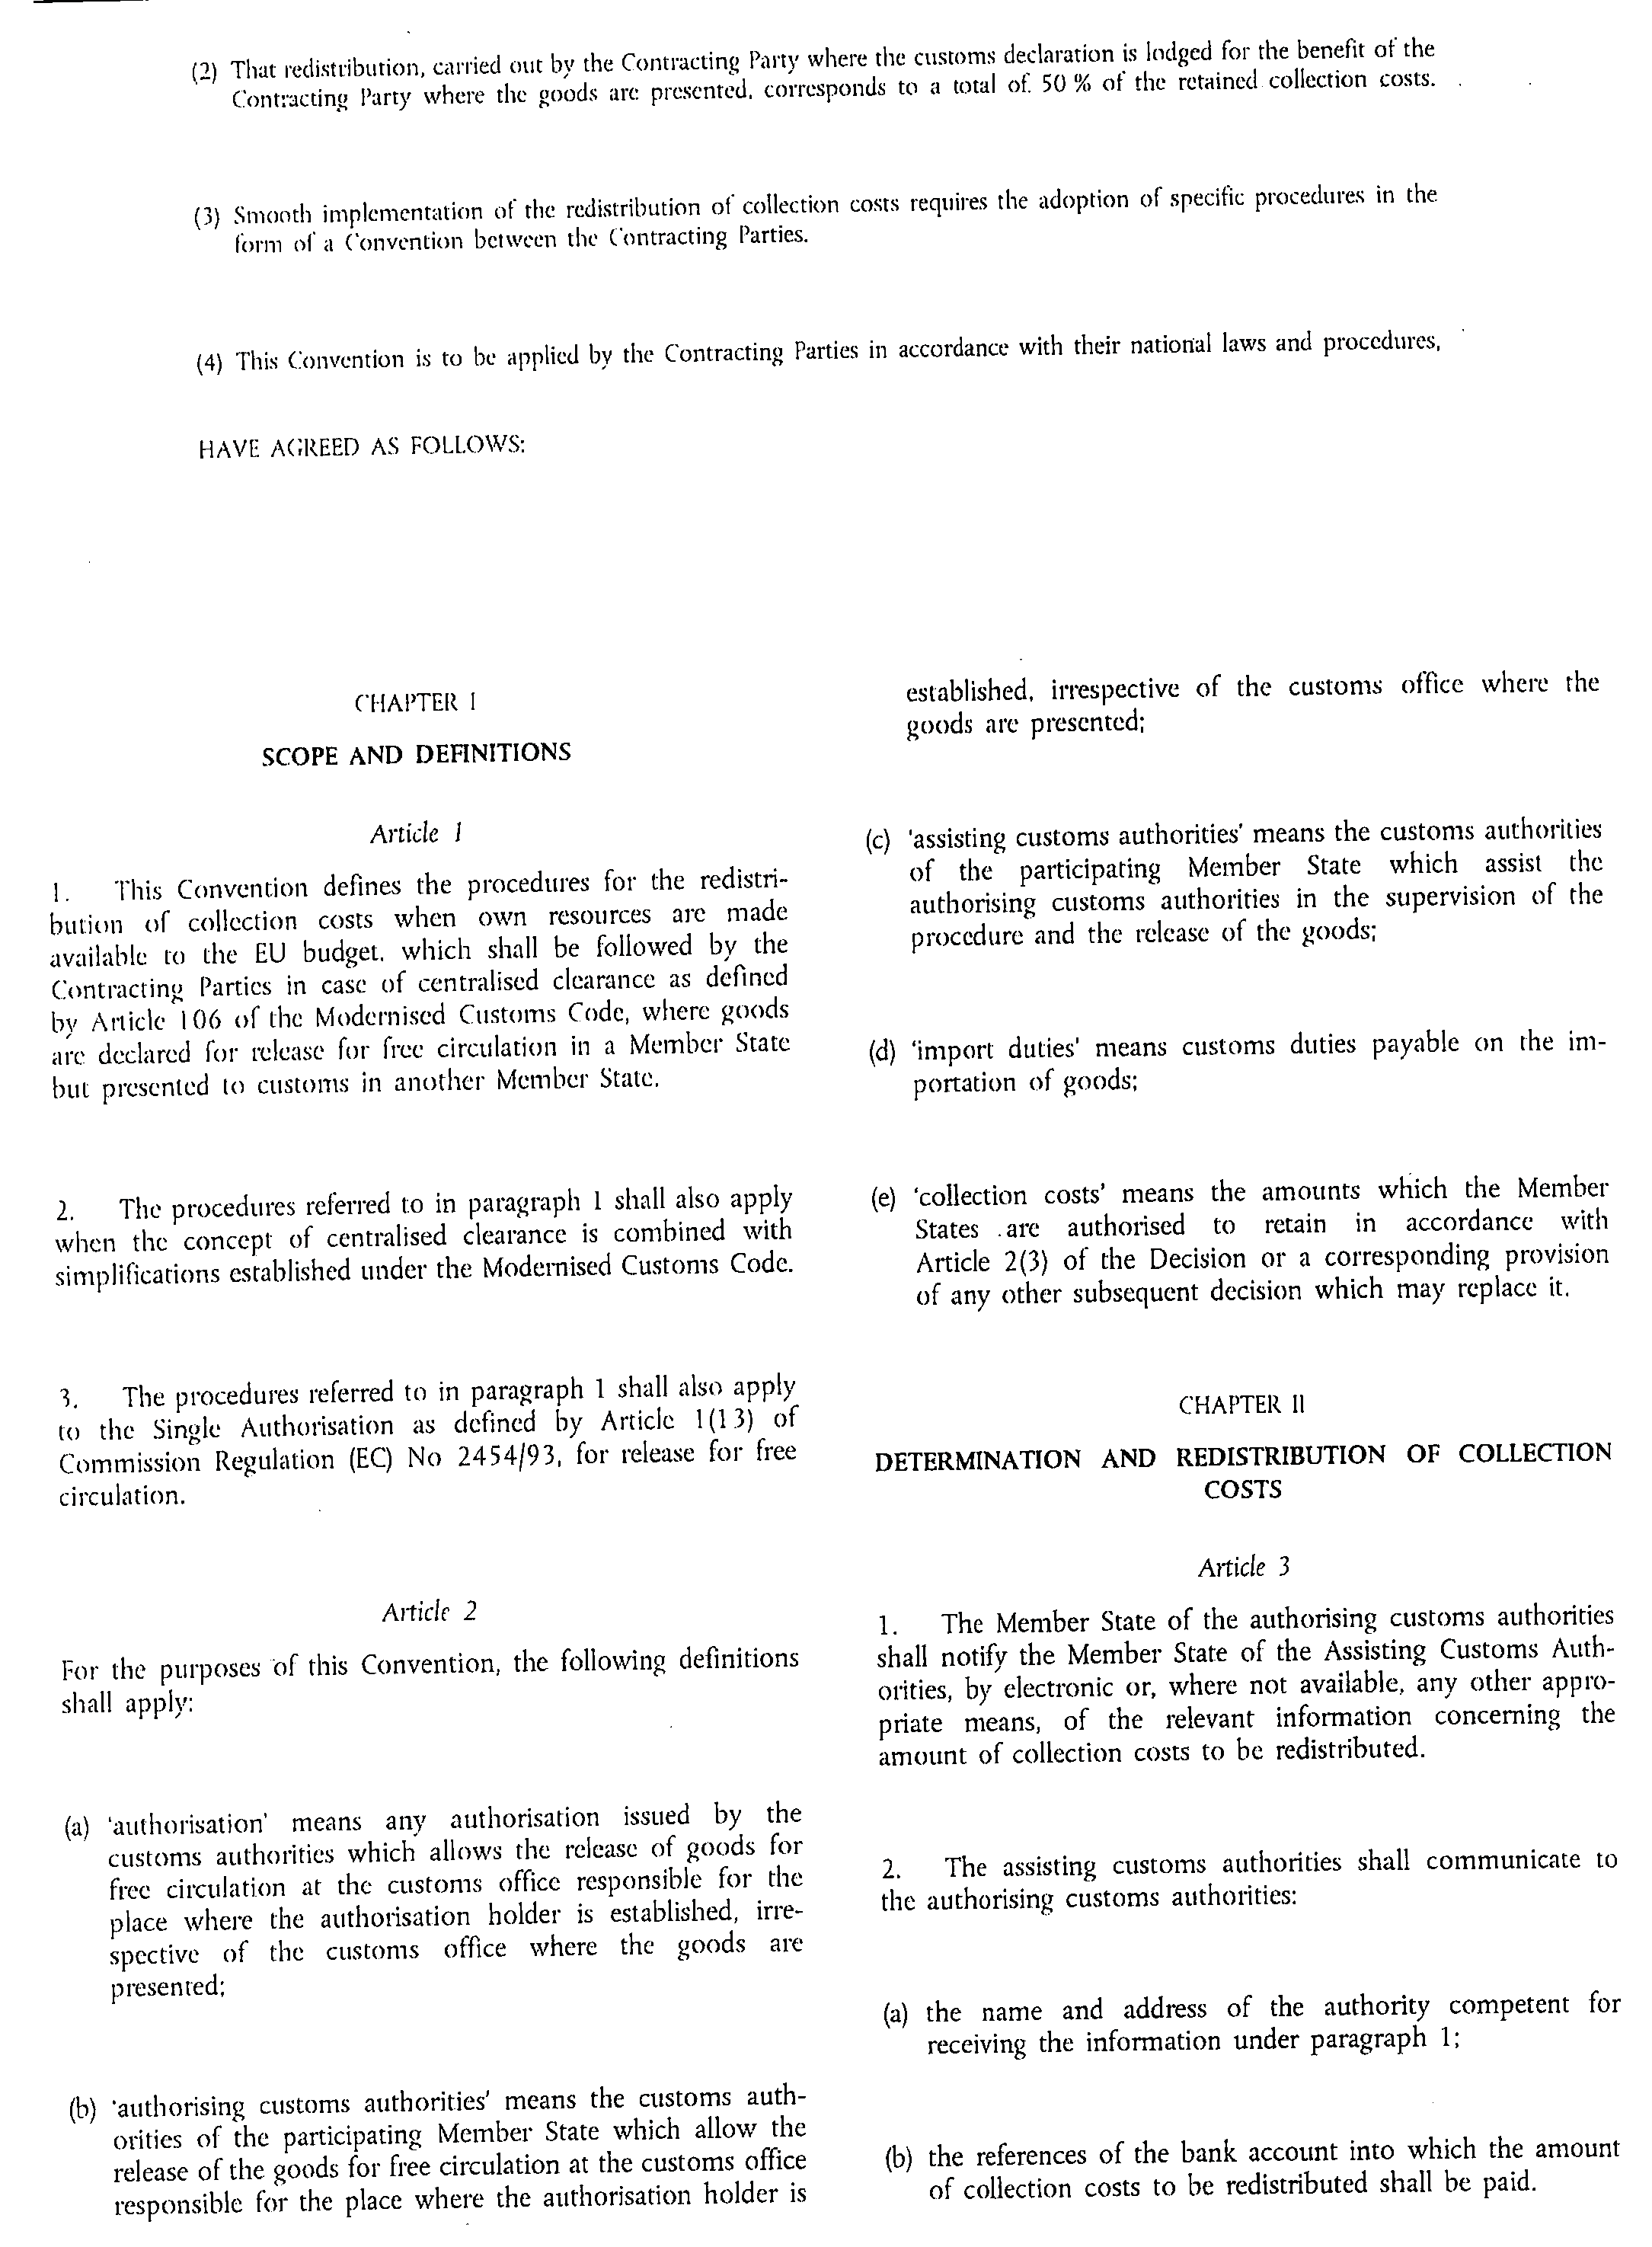 (2) That redistribution, carried out by the Contracting Party where the customs declaration is lodged for the benefit of the
Contracting Party where the goods are presented, corresponds to a total of. 50 % of the retained collection costs.
(3) Smooth implementation of the redistribution of collection costs requires the adoption of specific procedures in the
form of a Convention between the Contracting Parties.
(4) This Convention is to be applied by the Contracting Parties in accordance with their national laws and procedures,
HAVE AGREED AS FOLLOWS:
CHAPTER I
SCOPE AND DEFINITIONS
Article 1
1. This Convention defines the procedures for the redistri-
bution of collection costs when own resources are made
available to the EU budget, which shall be followed by the
Contracting Parties in case of centralised clearance as defined
by Article 106 of the Modernised Customs Code, where goods
are declared for release for free circulation in a Member State
but presented to customs in another Member State.
2. The procedures referred to in paragraph 1 shall also apply
when the concept of centralised clearance is combined with
simplifications established under the Modernised Customs Code.
3. The procedures referred to in paragraph 1 shall also apply
to the Single Authorisation as defined by Article 1(13) of
Commission Regulation (EC) No 2454/93, for release for free
circulation.
Article 2
For the purposes of this Convention, the following definitions
shall apply:
(a) 'authorisation' means any authorisation issued by the
customs authorities which allows the release of goods for
free circulation at the customs office responsible for the
place where the authorisation holder is established, irre-
spective of the customs office where the goods are
presented;
(b) 'authorising customs authorities' means the customs auth-
orities of the participating Member State which allow the
release of the goods for free circulation at the customs office
responsible for the place where the authorisation holder is
established, irrespective of the customs office where the
goods are presented;
(c) 'assisting customs authorities' means the customs authorities
of the participating Member State which assist the
authorising customs authorities in the supervision of the
procedure and the release of the goods;
(d) 'import duties' means customs duties payable on the im-
portation of goods;
(e) 'collection costs' means the amounts which the Member
States are authorised to retain in accordance with
Article 2(3) of the Decision or a corresponding provision
of any other subsequent decision which may replace it.
CHAPTER II
DETERMINATION AND REDISTRIBUTION OF COLLECTION
COSTS
Article 3
1. The Member State of the authorising customs authorities
shall notify the Member State of the Assisting Customs Auth-
orities, by electronic or, where not available, any other appro-
priate means, of the relevant information concerning the
amount of collection costs to be redistributed.
2. The assisting customs authorities shall communicate to
the authorising customs authorities:
(a) the name and address of the authority competent for
receiving the information under paragraph 1;
(b) the references of the bank account into which the amount
of collection costs to be redistributed shall be paid.